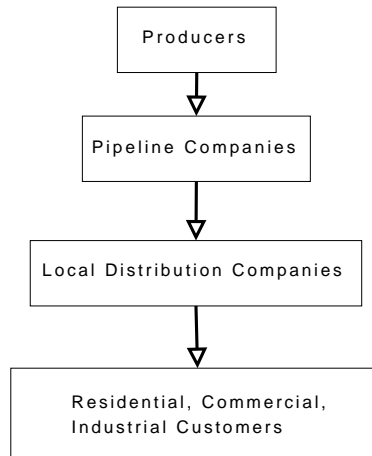 Producers
Pipeline Companies
Local Distribution Companies
Residential, Commercial,
Industrial Customers